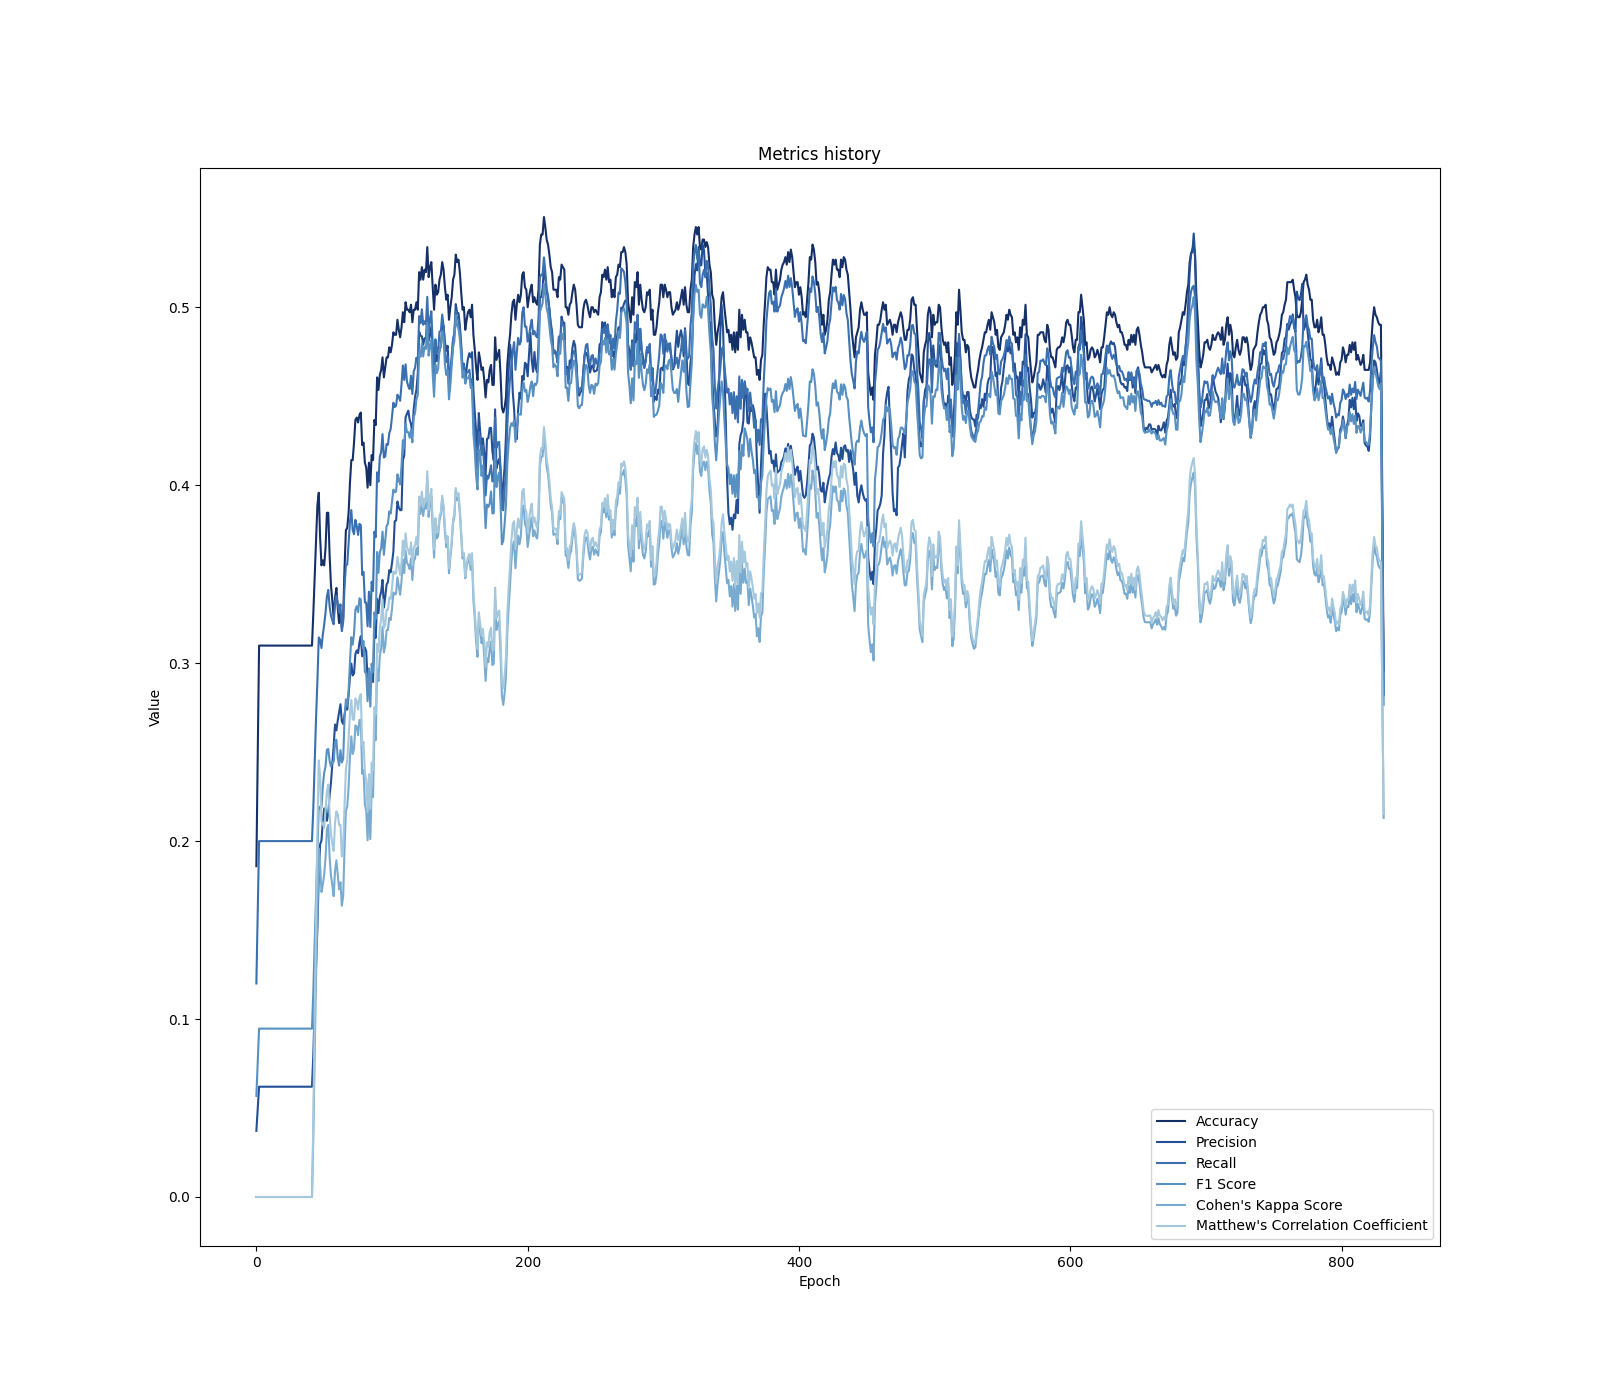 Metrics history
Value
0.5
0.4
0.3
0.2
0.1
0.0
0 200 400 600 800
Epoch
Accuracy
Precision
Recall
F1 Score
Cohen's Kappa Score
Matthew's Correlation Coefficient